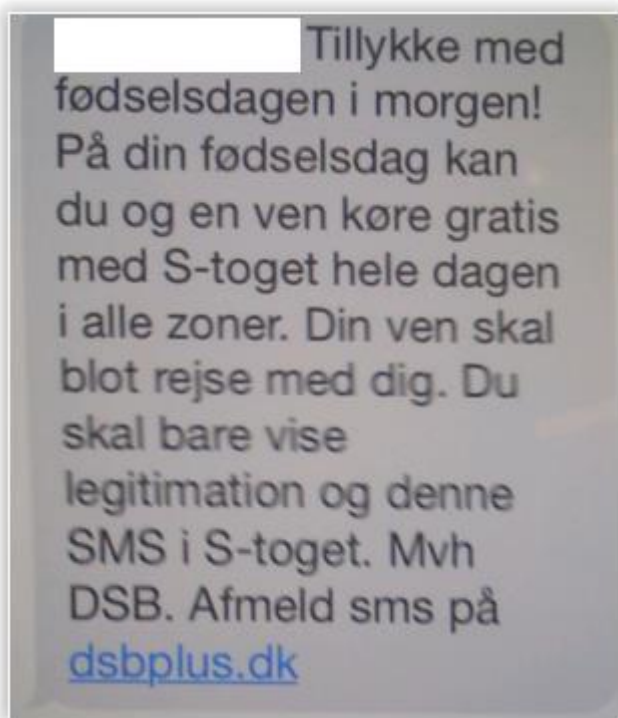 Tillykke med
fødselsdagen i morgen!
På din fødselsdag kan
du og en ven køre gratis
med S-toget hele dagen
i alle zoner. Din ven skal
blot rejse med dig. Du
skal bare vise
legitimation og denne
SMS i S-toget. Mvh
DSB. Afmeld sms på
dsbplus.dk